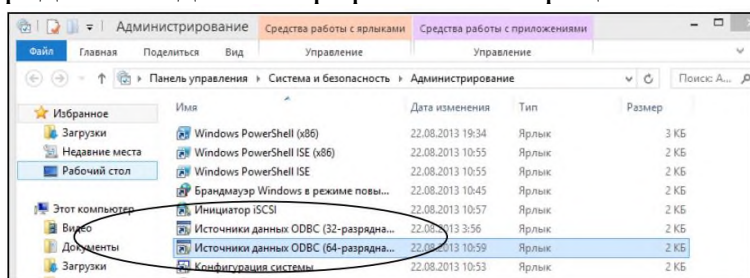 Администрирование Средства работы с ярлыками Средства работы с приложениями
Файл Главная Поделиться Вид Управление Управление
Панель управления Система и безопасность Администрирование Поиск: А...
Имя Дата изменения Тип Размер
Избранное
Загрузки Windows PowerShell (x86) 22.08.2013 19:34 Ярлык 3 КБ
Недавние места Windows PowerShell ISE (x86) 22.08.2013 10:55 Ярлык 2 КБ
Рабочий стол Windows PowerShell ISE 22.08.2013 10:55 Ярлык 2 КБ
Брандмауэр Windows в режиме повы... 22.08.2013 10:45 Ярлык 2 КБ
Этот компьютер Инициатор iSCSI 22.08.2013 10:57 Ярлык 2 КБ
Видео Источники данных ODBC (32-разрядна... 22.08.2013 3:56 Ярлык 2 КБ
Документы Источники данных ODBC (64-разрядна... 22.08.2013 10:59 Ярлык 2 КБ
Загрузки Конфигурация системы 22.08.2013 10:53 Ярлык 2 КБ